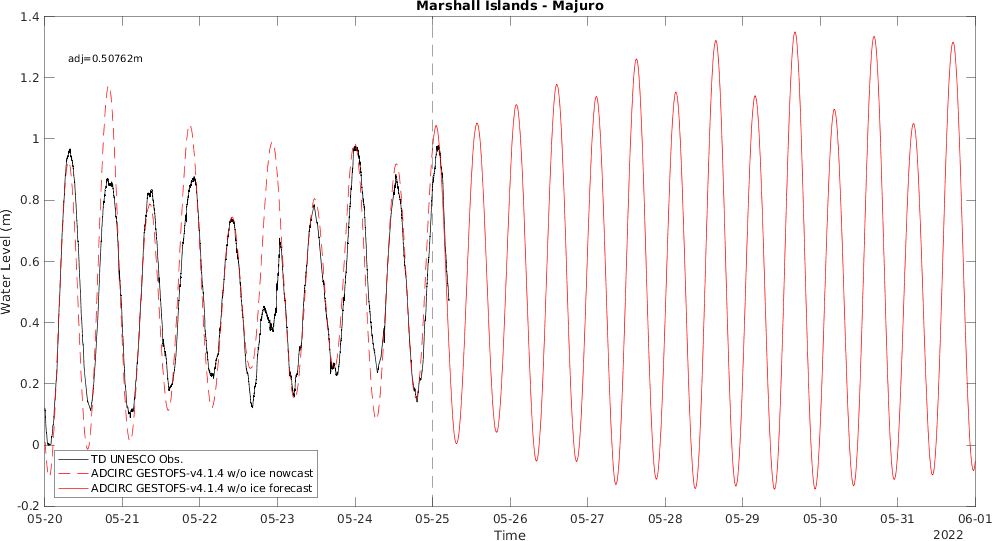 Marshall Islands - Majuro
adj=0.50762m
Water Level (m)
1.4
1.2
1
0.8
0.6
0.4
0.2
0
-0.2
TD UNESCO Obs.
ADCIRC GESTOFS-v4.1.4 w/o ice nowcast
ADCIRC GESTOFS-v4.1.4 w/o ice forecast
05-20 05-21 05-22 05-23 05-24 05-25 05-26 05-27 05-28 05-29 05-30 05-31 06-01
Time
2022